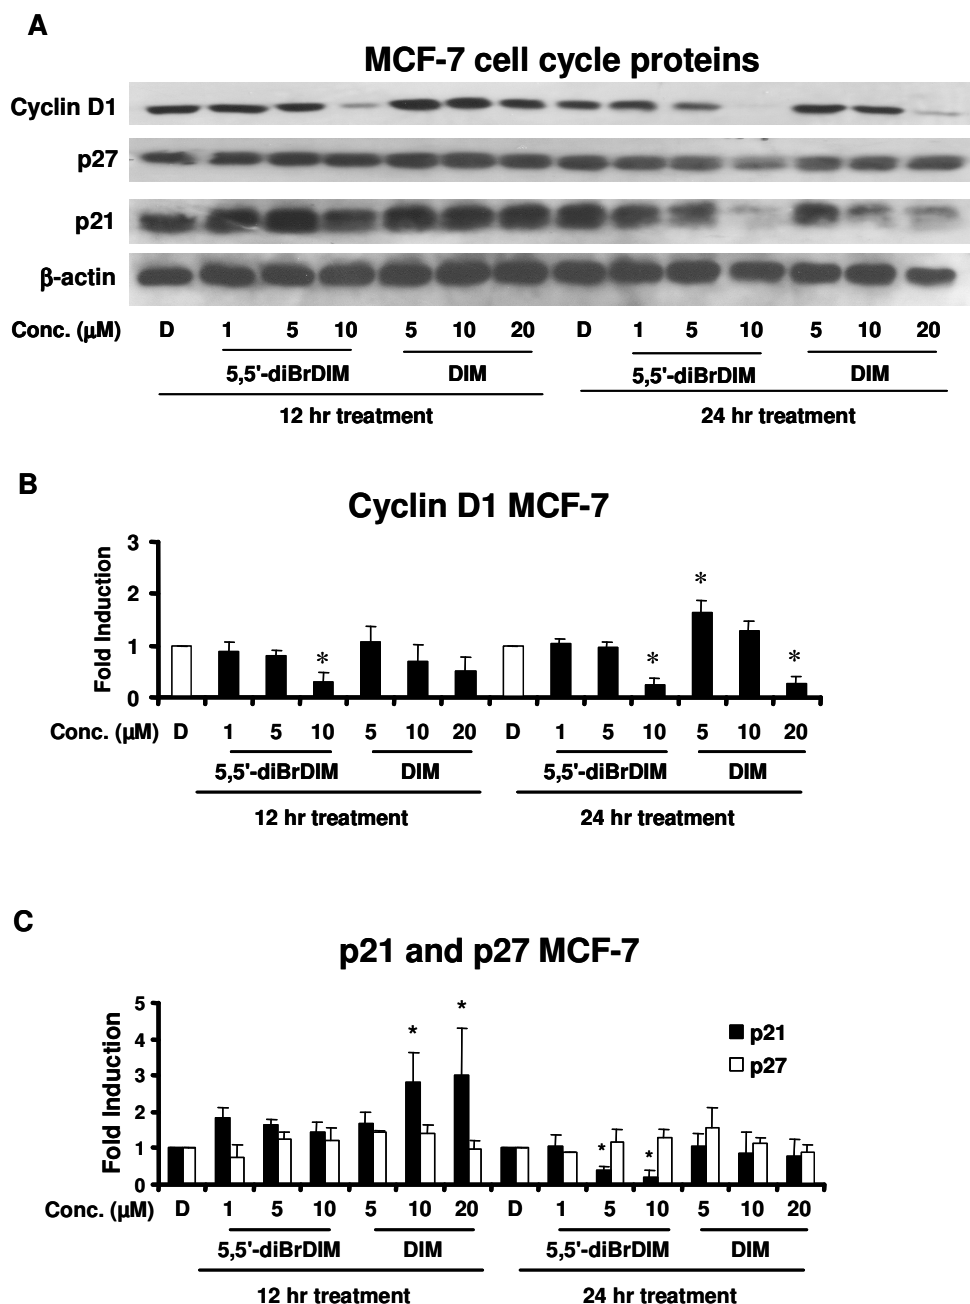 A
MCF-7 cell cycle proteins
Cyclin D1
p27
p21
β-actin
Conc. (μM) D 1 5 10 5 10 20 D 1 5 10 5 10 20
5,5'-diBrDIM DIM 5,5'-diBrDIM DIM
12 hr treatment 24 hr treatment
B
Cyclin D1 MCF-7
Fold Induction
3
2
1
0
* * * *
Conc. (μM) D 1 5 10 5 10 20 D 1 5 10 5 10 20
5,5'-diBrDIM DIM 5,5'-diBrDIM DIM
12 hr treatment 24 hr treatment
C
p21 and p27 MCF-7
Fold Induction
5
4
3
2
1
0
* * * *
p21
p27
Conc. (μM) D 1 5 10 5 10 20 D 1 5 10 5 10 20
5,5'-diBrDIM DIM 5,5'-diBrDIM DIM
12 hr treatment 24 hr treatment